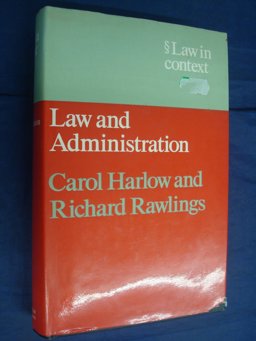 § Law in
context
Law and
Administration
Carol Harlow and
Richard Rawlings